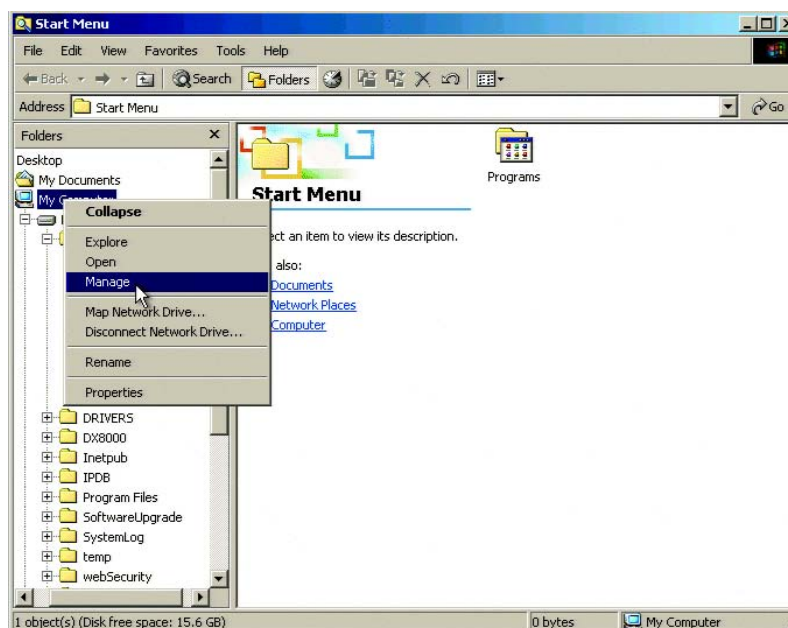 Start Menu
File Edit View Favorites Tools Help
Back Search Folders
Address Start Menu Go
Folders
Desktop
My Documents
My
Collapse
Explore
Open
Manage
Map Network Drive...
Disconnect Network Drive...
Rename
Properties
DRIVERS
DX8000
Inetpub
IPDB
Program Files
SoftwareUpgrade
SystemLog
temp
webSecurity
Start Menu
an item to view its description.
also:
Documents
Network Places
Computer
Programs
1 object(s) (Disk free space: 15.6 GB) 0 bytes My Computer